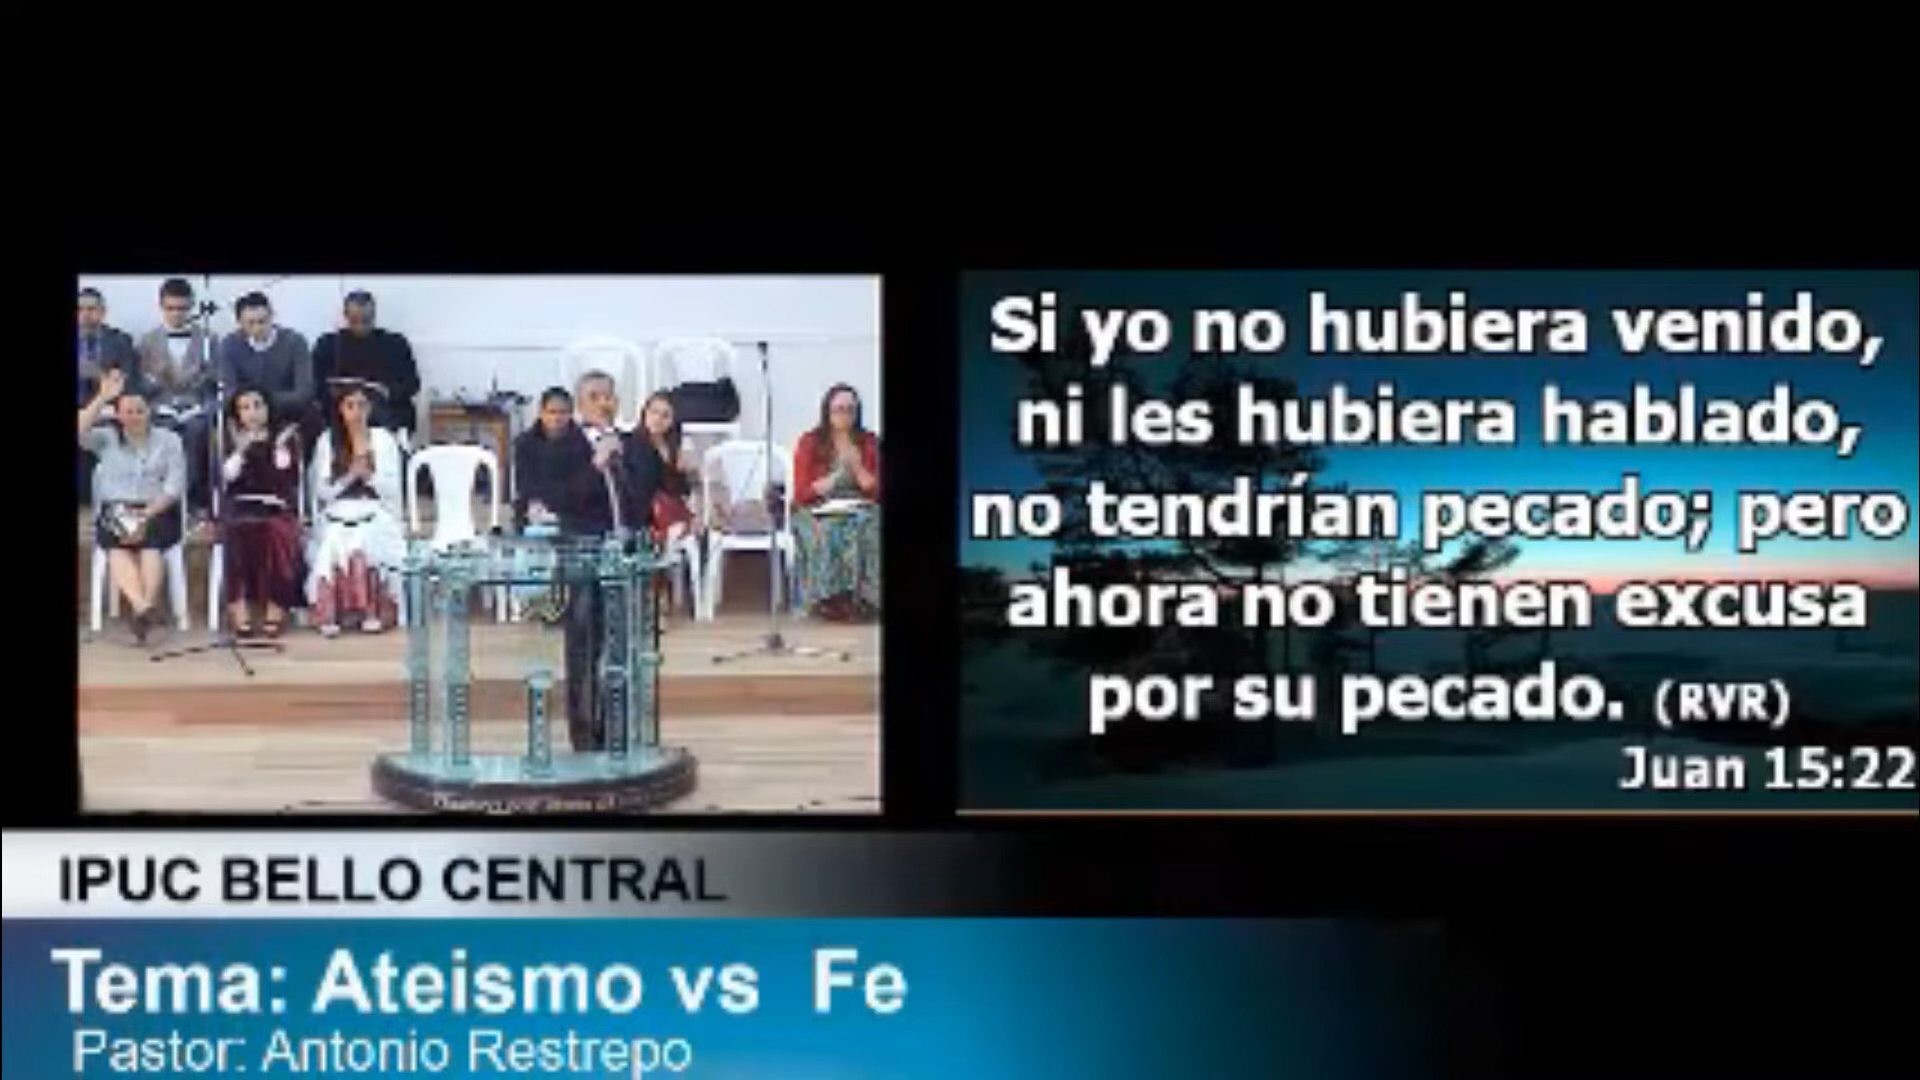 Si yo no hubiera venido,
ni les hubiera hablado,
no tendrían pecado; pero
ahora no tienen excusa
por su pecado. (RVR)
Juan 15:22
IPUC BELLO CENTRAL
Tema: Ateismo vs Fe
Pastor: Antonio Restrepo